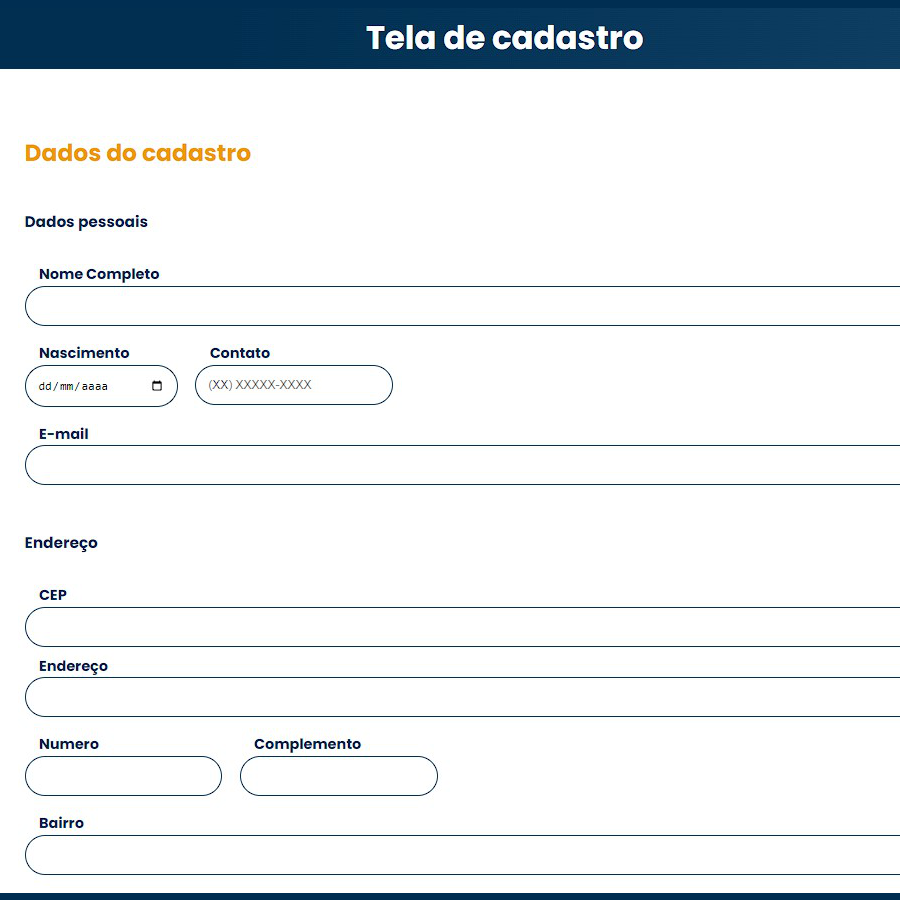 Tela de cadastro
Dados do cadastro
Dados pessoais
Nome Completo
Nascimento Contato
dd/mm/aaaa (XX) XXXXX-XXXX
E-mail
Endereço
CEP
Endereço
Numero Complemento
Bairro